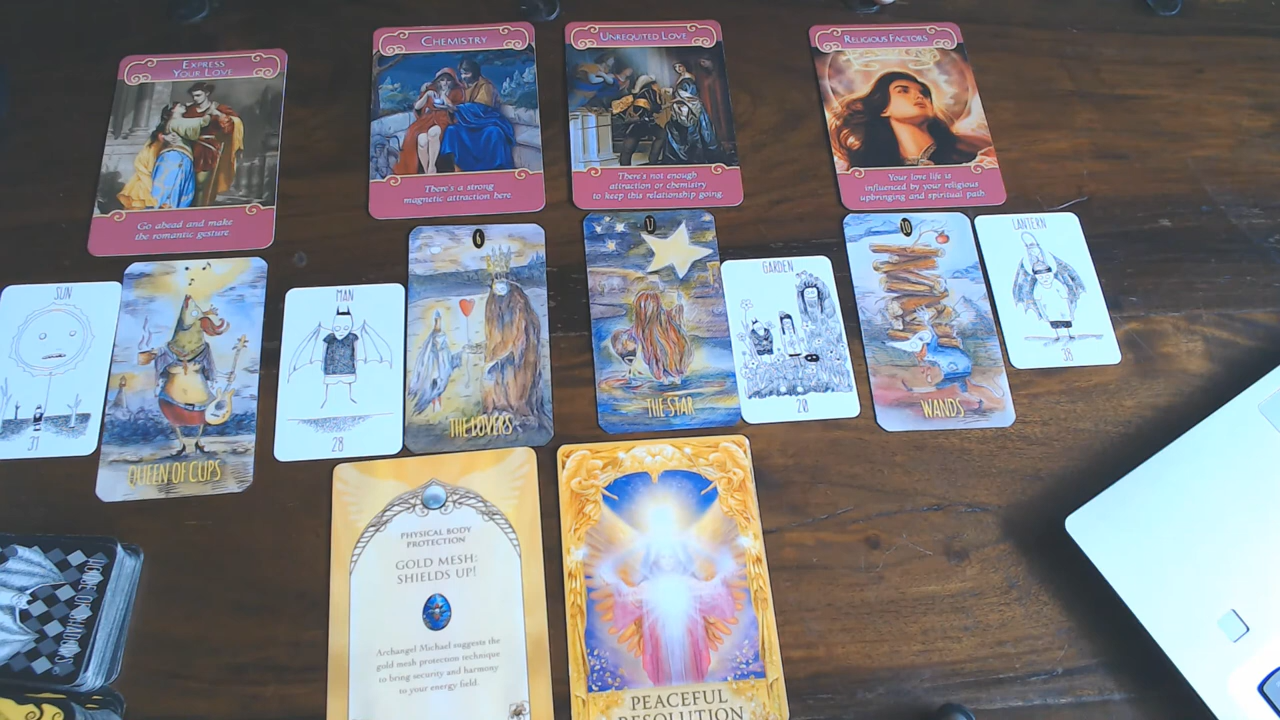 EXPRESS
YOUR LOVE
Go ahead and make
the romantic gesture.
CHEMISTRY
There's a strong
magnetic attraction here.
UNREQUITED LOVE
There's not enough
attraction or chemistry
to keep this relationship going.
RELIGIOUS FACTORS
Your love life is
influenced by your religious
upbringing and spiritual path
SUN
31
QUEEN OF CUPS
MAN
28
6
THE LOVERS
17
THE STAR
GARDEN
20
10
WANDS
CANTERN
38
PHYSICAL BODY
PROTECTION
GOLD MESH:
SHIELDS UP!
Archangel Michael suggests the
gold mesh protection technique
to bring security and harmony
to your energy field.
PEACEFUL
RESOLUTION